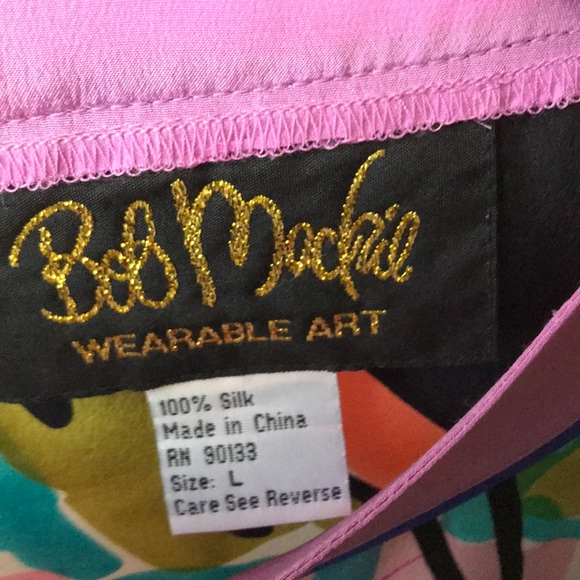 Bob Mackie
WEARABLE ART
100% Silk
Made in China
RN 90133
Size: L
Care See Reverse